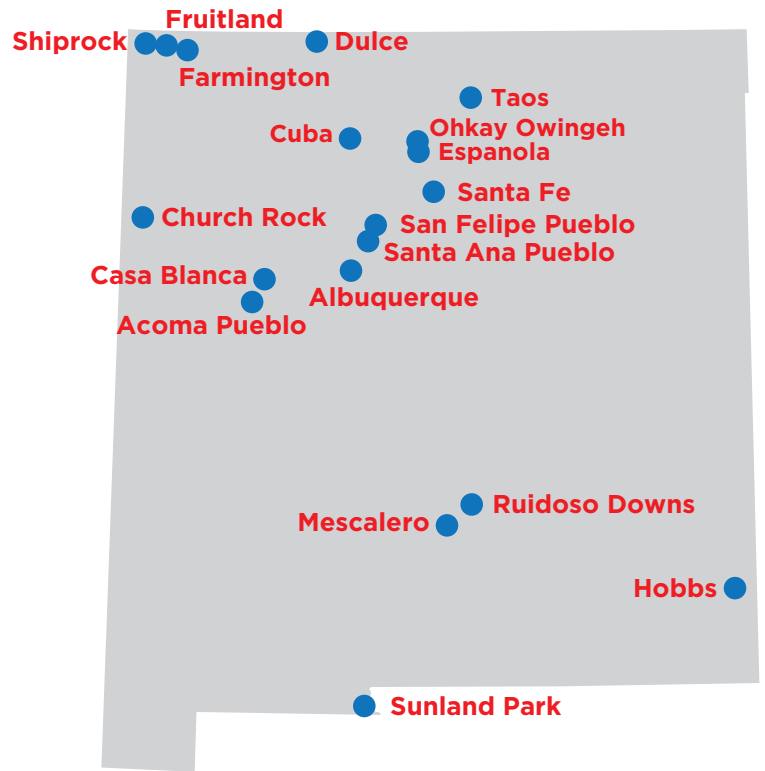 Fruitland
Shiprock
Dulce
Farmington
Taos
Ohkay Owingeh
Cuba
Espanola
Santa Fe
Church Rock
San Felipe Pueblo
Santa Ana Pueblo
Casa Blanca
Albuquerque
Acoma Pueblo
Ruidoso Downs
Mescalero
Hobbs
Sunland Park